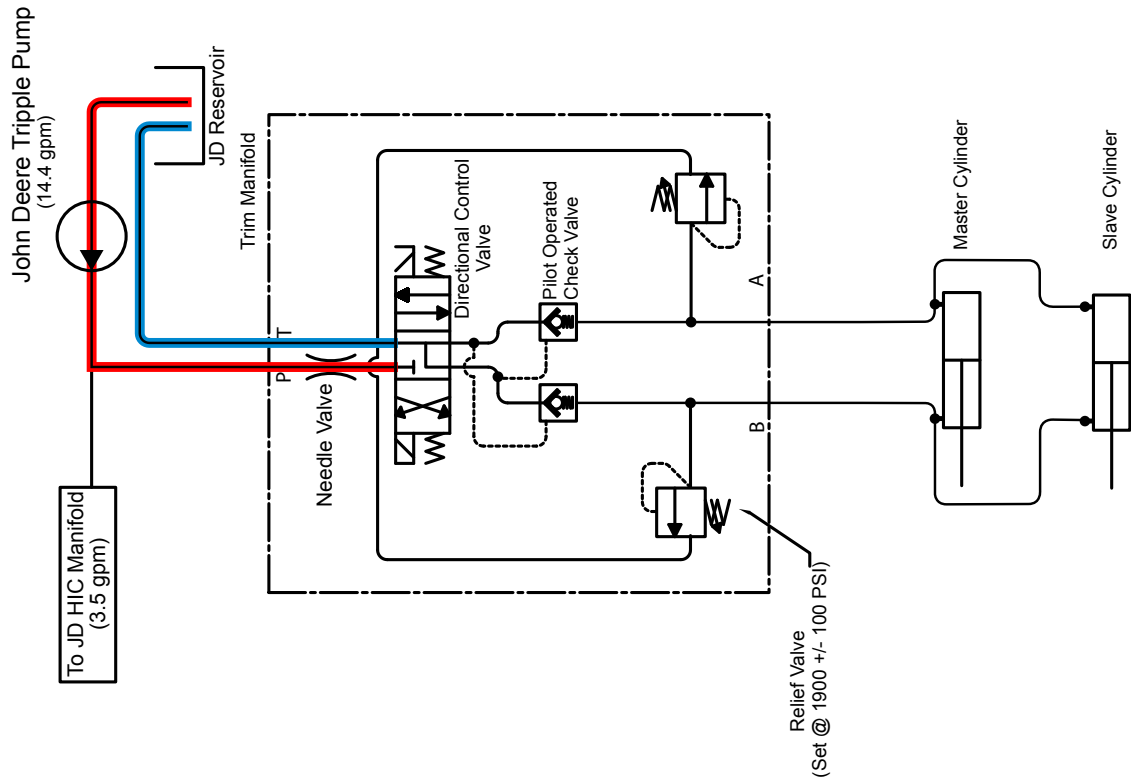 John Deere Tripple Pump
(14.4 gpm)
JD Reservoir
To JD HIC Manifold
(3.5 gpm)
Trim Manifold
P
T
Needle Valve
Directional Control
Valve
Pilot Operated
Check Valve
A
B
Relief Valve
(Set @ 1900 +/- 100 PSI)
Master Cylinder
Slave Cylinder